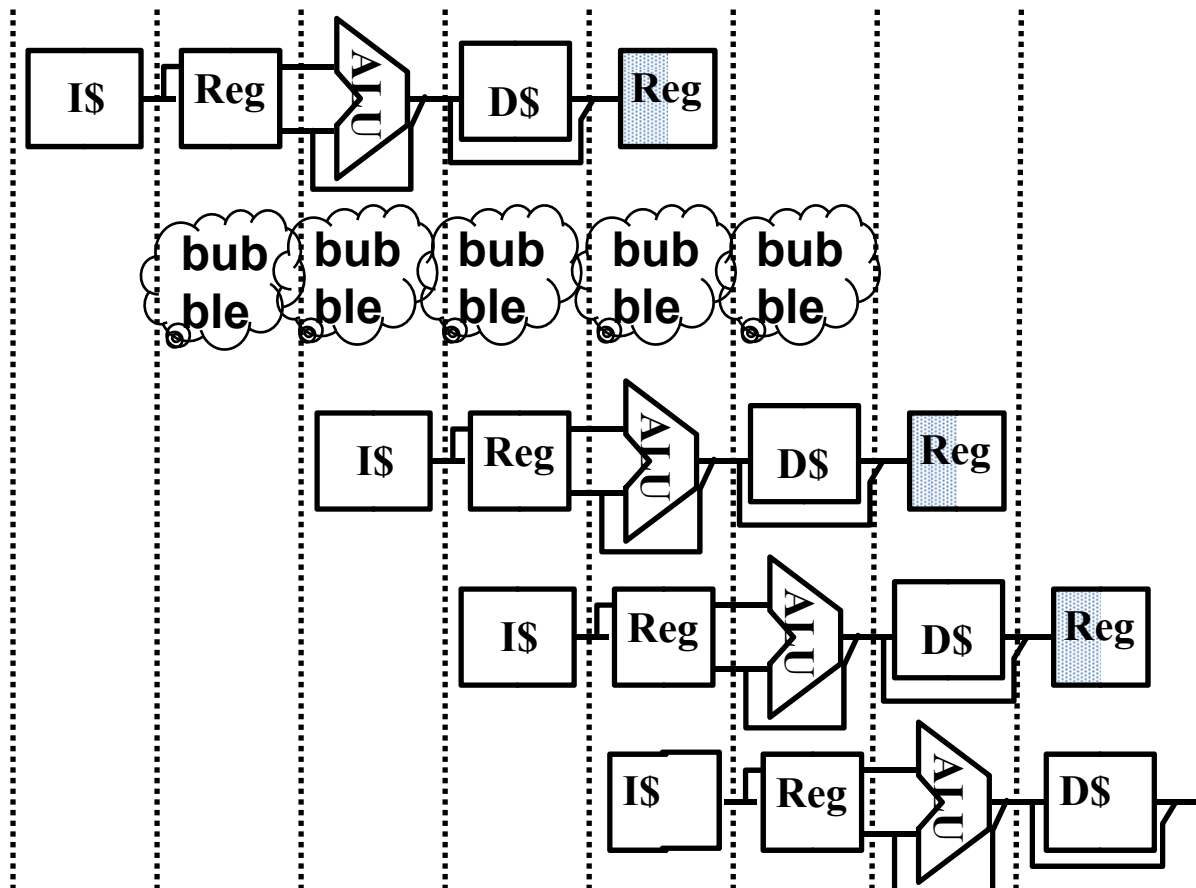 I$ Reg ALU D$ Reg
bub bub bub bub bub
ble ble ble ble ble
I$ Reg ALU D$ Reg
I$ Reg ALU D$ Reg
I$ Reg ALU D$